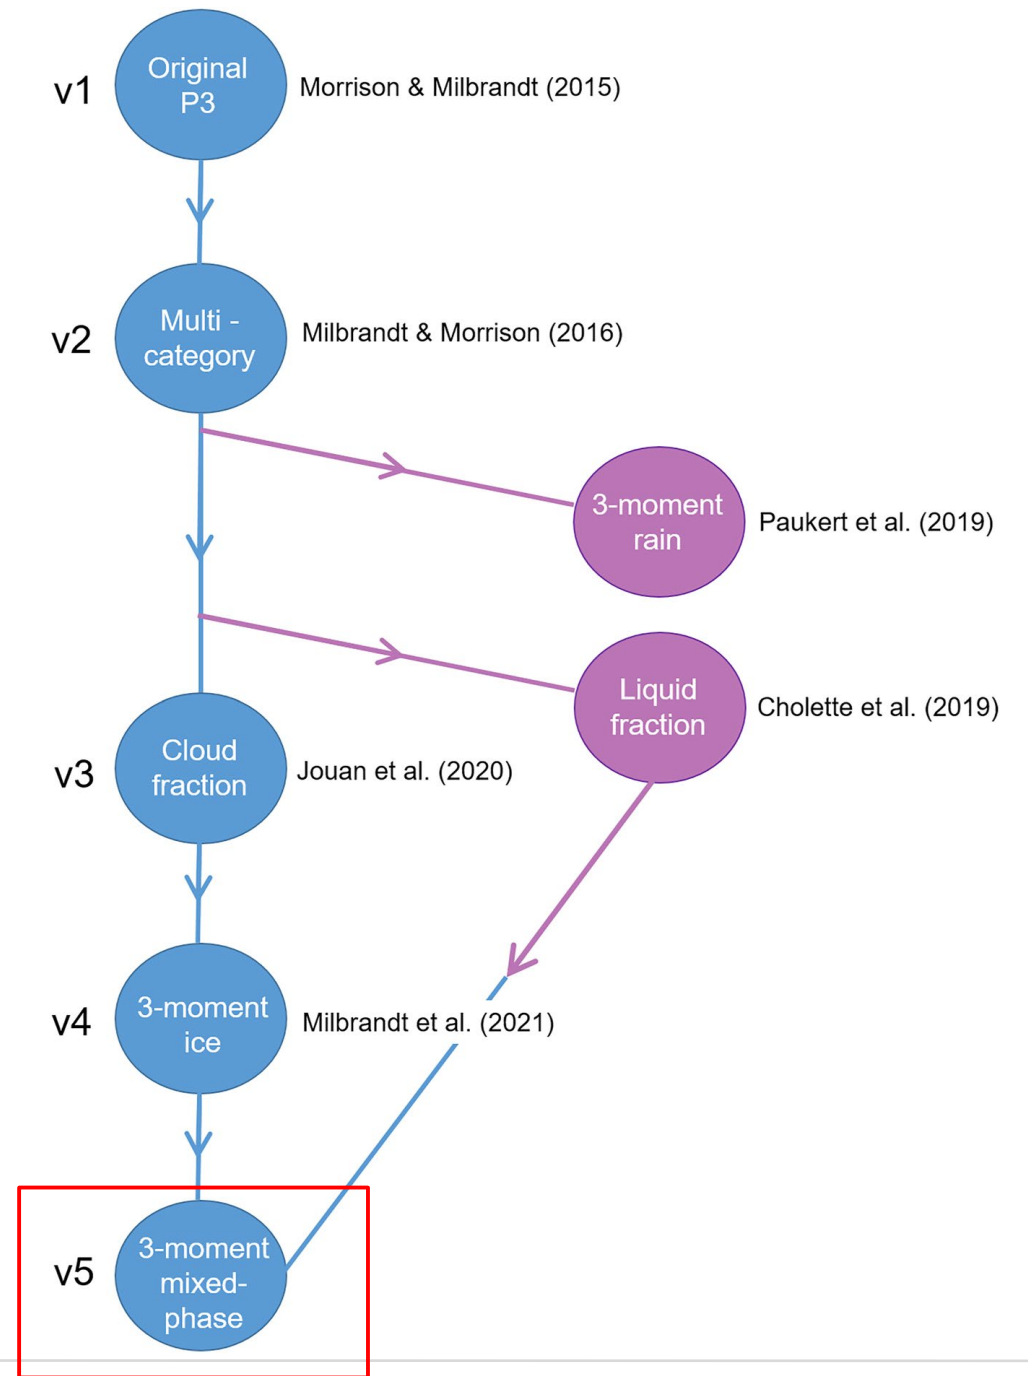 v1
Original
P3
Morrison & Milbrandt (2015)
v2
Multi -
category
Milbrandt & Morrison (2016)
3-moment
rain
Paukert et al. (2019)
Liquid
fraction
Cholette et al. (2019)
v3
Cloud
fraction
Jouan et al. (2020)
v4
3-moment
ice
Milbrandt et al. (2021)
v5
3-moment
mixed-
phase